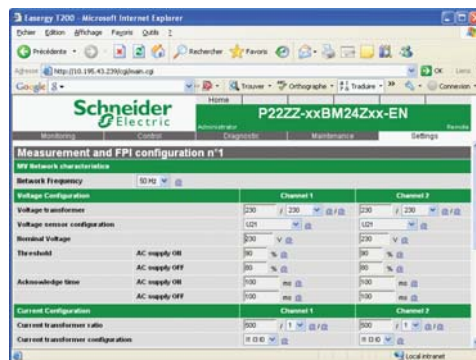 Easergy T200 - Microsoft Internet Explorer
Fichier Edition Affichage Favoris Outils ?
Précédente Rechercher Favoris
Adresse http://10.195.43.239/cgi/main.cgi OK Liens
Google Trouver Orthographe Traduire Connexion
Schneider Electric
Home
Administrator
P22ZZ-xxBM24Zxx-EN
Remote
Monitoring Control Diagnostic Maintenance Settings
Measurement and FPI configuration n°1
MV Network characteristics
Network Frequency 50 Hz
Voltage Configuration Channel 1 Channel 2
Voltage transformer 230 / 230 230 / 230
Voltage sensor configuration U21 U21
Nominal Voltage 230 V 230 V
Threshold AC supply ON 90 % 90 %
AC supply OFF 80 % 80 %
Acknowledge time AC supply ON 100 ms 100 ms
AC supply OFF 100 ms 100 ms
Current Configuration Channel 1 Channel 2
Current transformer ratio 500 / 1 500 / 1
Current transformer configuration
Local intranet